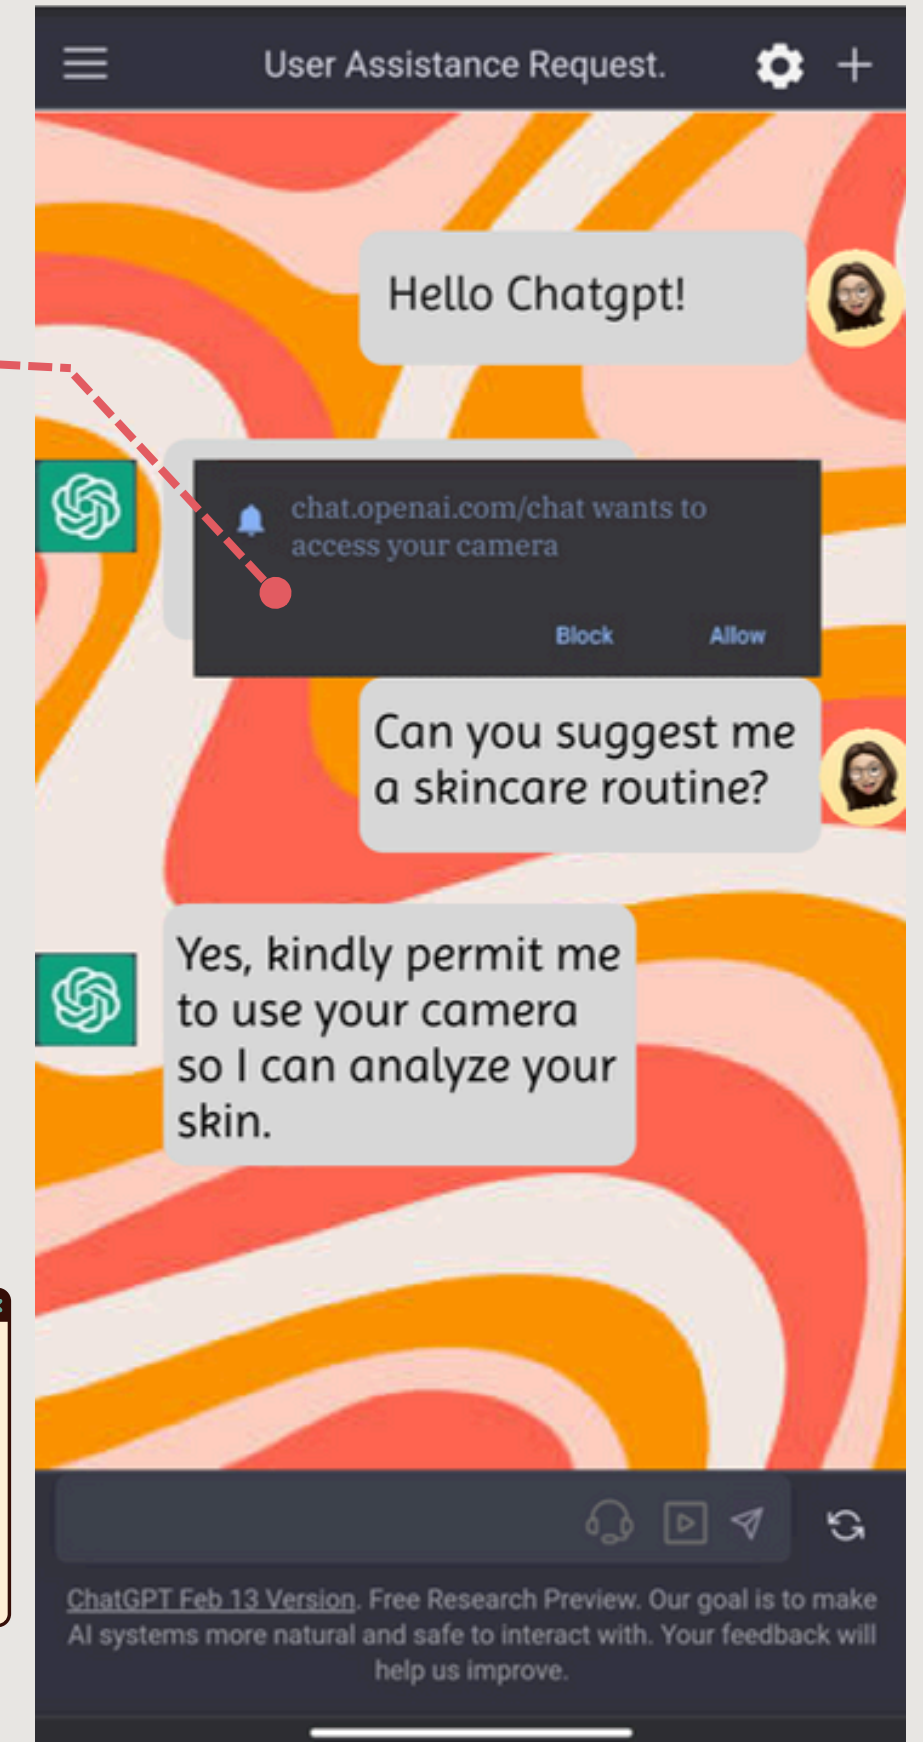 User Assistance Request.
Hello Chatgpt!
chat.openai.com/chat wants to
access your camera
Block Allow
Can you suggest me
a skincare routine?
Yes, kindly permit me
to use your camera
so I can analyze your
skin.
ChatGPT Feb 13 Version. Free Research Preview. Our goal is to make
AI systems more natural and safe to interact with. Your feedback will
help us improve.